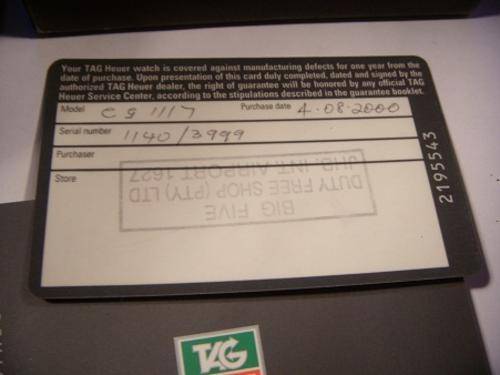 Your TAG Heuer watch is covered against manufacturing defects for one year from the
date of purchase. Upon presentation of this card duly completed, dated and signed by the
authorized TAG Heuer dealer, the right of guarantee will be honored by any official TAG
Heuer Service Center, according to the stipulations described in the guarantee booklet.
Model CG 1117 Purchase date 4.08.2000
Serial number 1140/3999
Purchaser
Store
BIG FIVE
DUTY FREE SHOP (PTY) LTD
JHB. INT. AIRPORT 1627
2195543
TAG